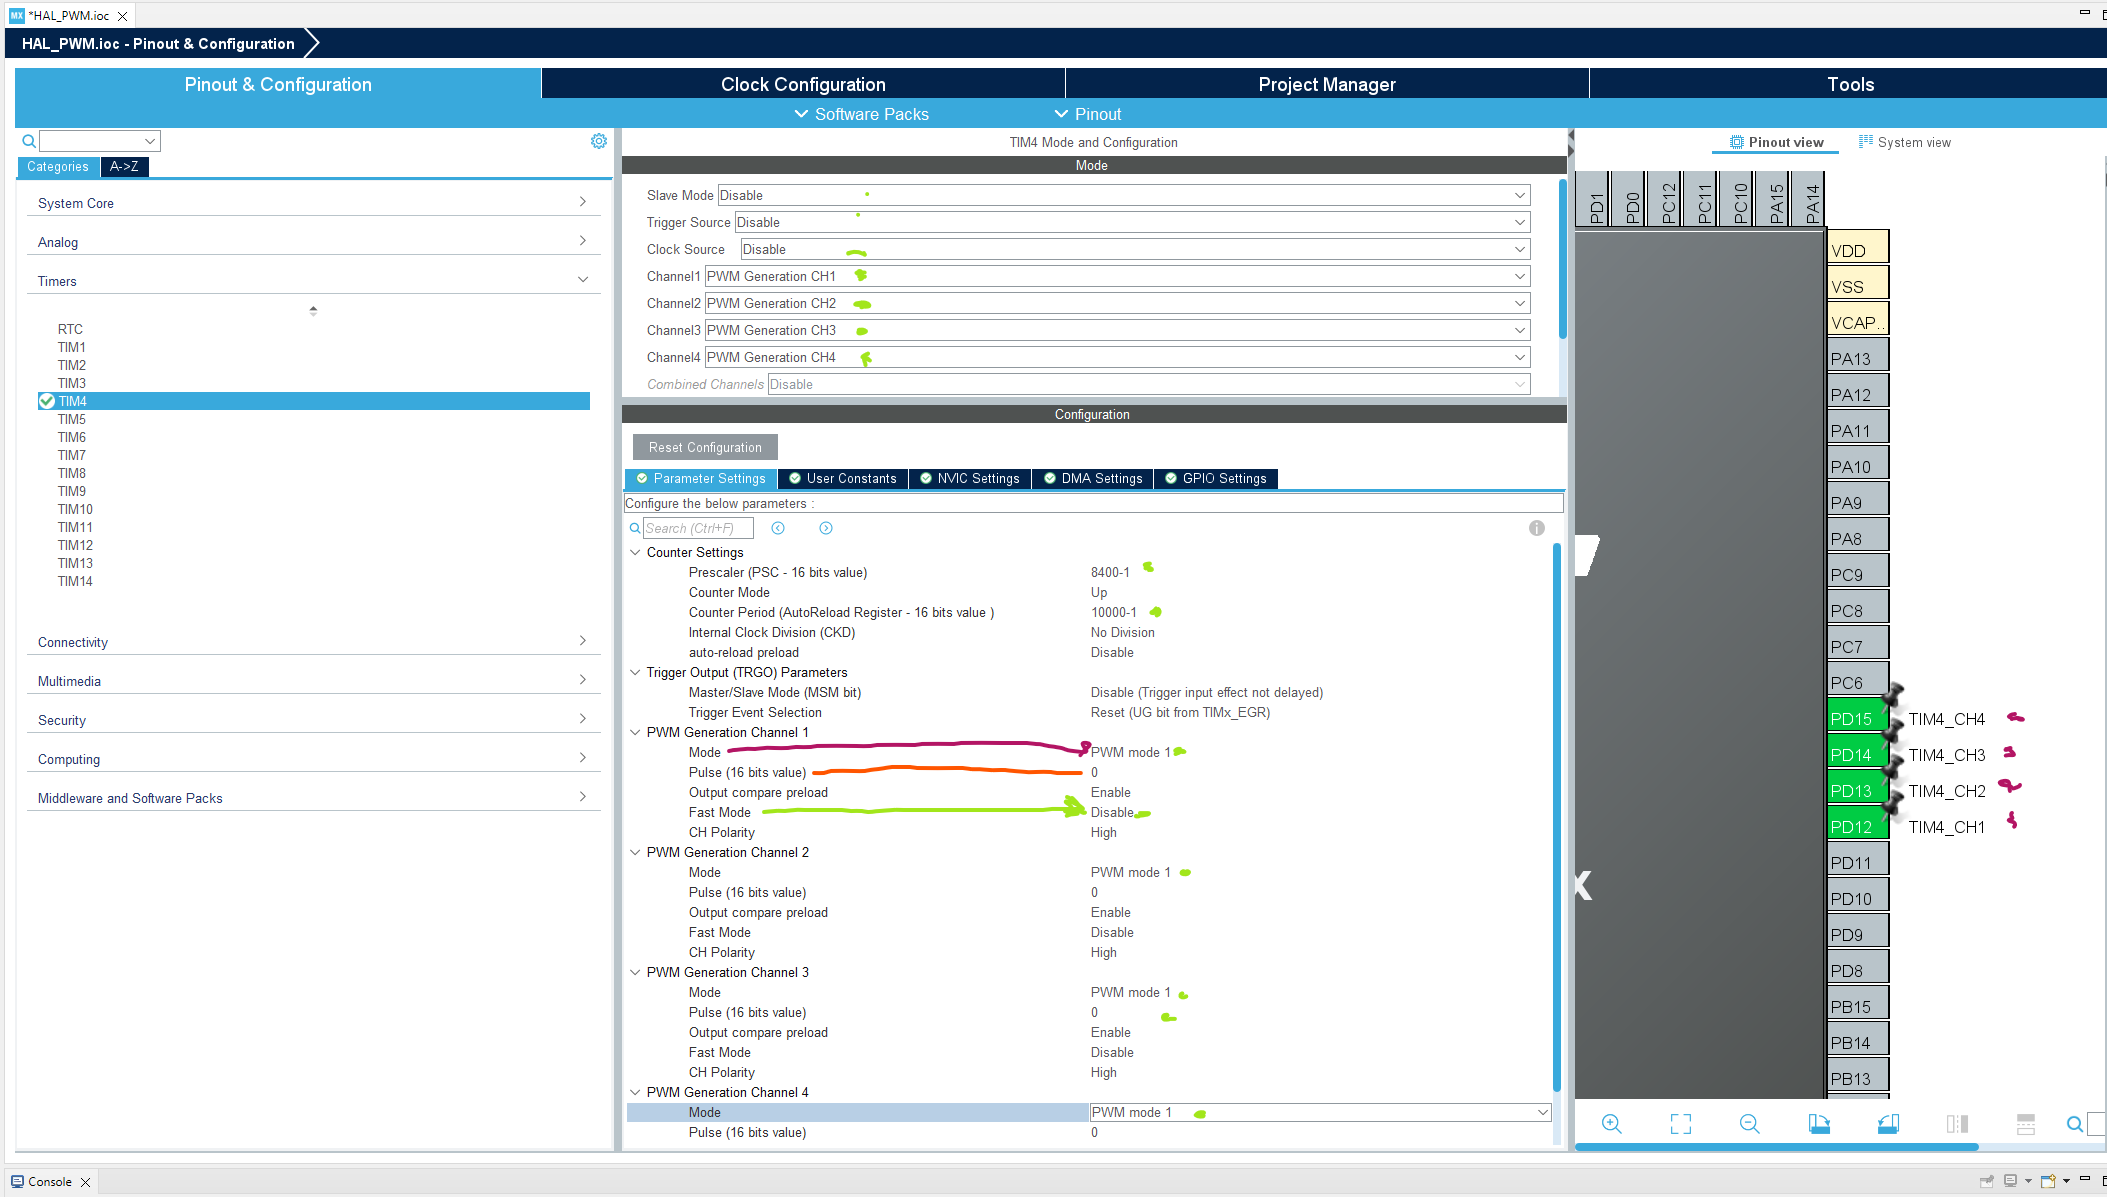 *HAL_PWM.ioc
HAL_PWM.ioc - Pinout & Configuration
Pinout & Configuration
Clock Configuration
Project Manager
Tools
Software Packs
Pinout
Categories
A->Z
System Core
Analog
Timers
RTC
TIM1
TIM2
TIM3
TIM4
TIM5
TIM6
TIM7
TIM8
TIM9
TIM10
TIM11
TIM12
TIM13
TIM14
Connectivity
Multimedia
Security
Computing
Middleware and Software Packs
TIM4 Mode and Configuration
Mode
Slave Mode Disable
Trigger Source Disable
Clock Source Disable
Channel1 PWM Generation CH1
Channel2 PWM Generation CH2
Channel3 PWM Generation CH3
Channel4 PWM Generation CH4
Combined Channels Disable
Configuration
Reset Configuration
Parameter Settings
User Constants
NVIC Settings
DMA Settings
GPIO Settings
Configure the below parameters :
Search (Ctrl+F)
Counter Settings
Prescaler (PSC - 16 bits value) 8400-1
Counter Mode Up
Counter Period (AutoReload Register - 16 bits value ) 10000-1
Internal Clock Division (CKD) No Division
auto-reload preload Disable
Trigger Output (TRGO) Parameters
Master/Slave Mode (MSM bit) Disable (Trigger input effect not delayed)
Trigger Event Selection Reset (UG bit from TIMx_EGR)
PWM Generation Channel 1
Mode PWM mode 1
Pulse (16 bits value) 0
Output compare preload Enable
Fast Mode Disable
CH Polarity High
PWM Generation Channel 2
Mode PWM mode 1
Pulse (16 bits value) 0
Output compare preload Enable
Fast Mode Disable
CH Polarity High
PWM Generation Channel 3
Mode PWM mode 1
Pulse (16 bits value) 0
Output compare preload Enable
Fast Mode Disable
CH Polarity High
PWM Generation Channel 4
Mode PWM mode 1
Pulse (16 bits value) 0
Pinout view
System view
PD1
PD0
PC12
PC11
PC10
PA15
PA14
VDD
VSS
VCAP..
PA13
PA12
PA11
PA10
PA9
PA8
PC9
PC8
PC7
PC6
PD15 TIM4_CH4
PD14 TIM4_CH3
PD13 TIM4_CH2
PD12 TIM4_CH1
PD11
PD10
PD9
PD8
PB15
PB14
PB13
X
Console